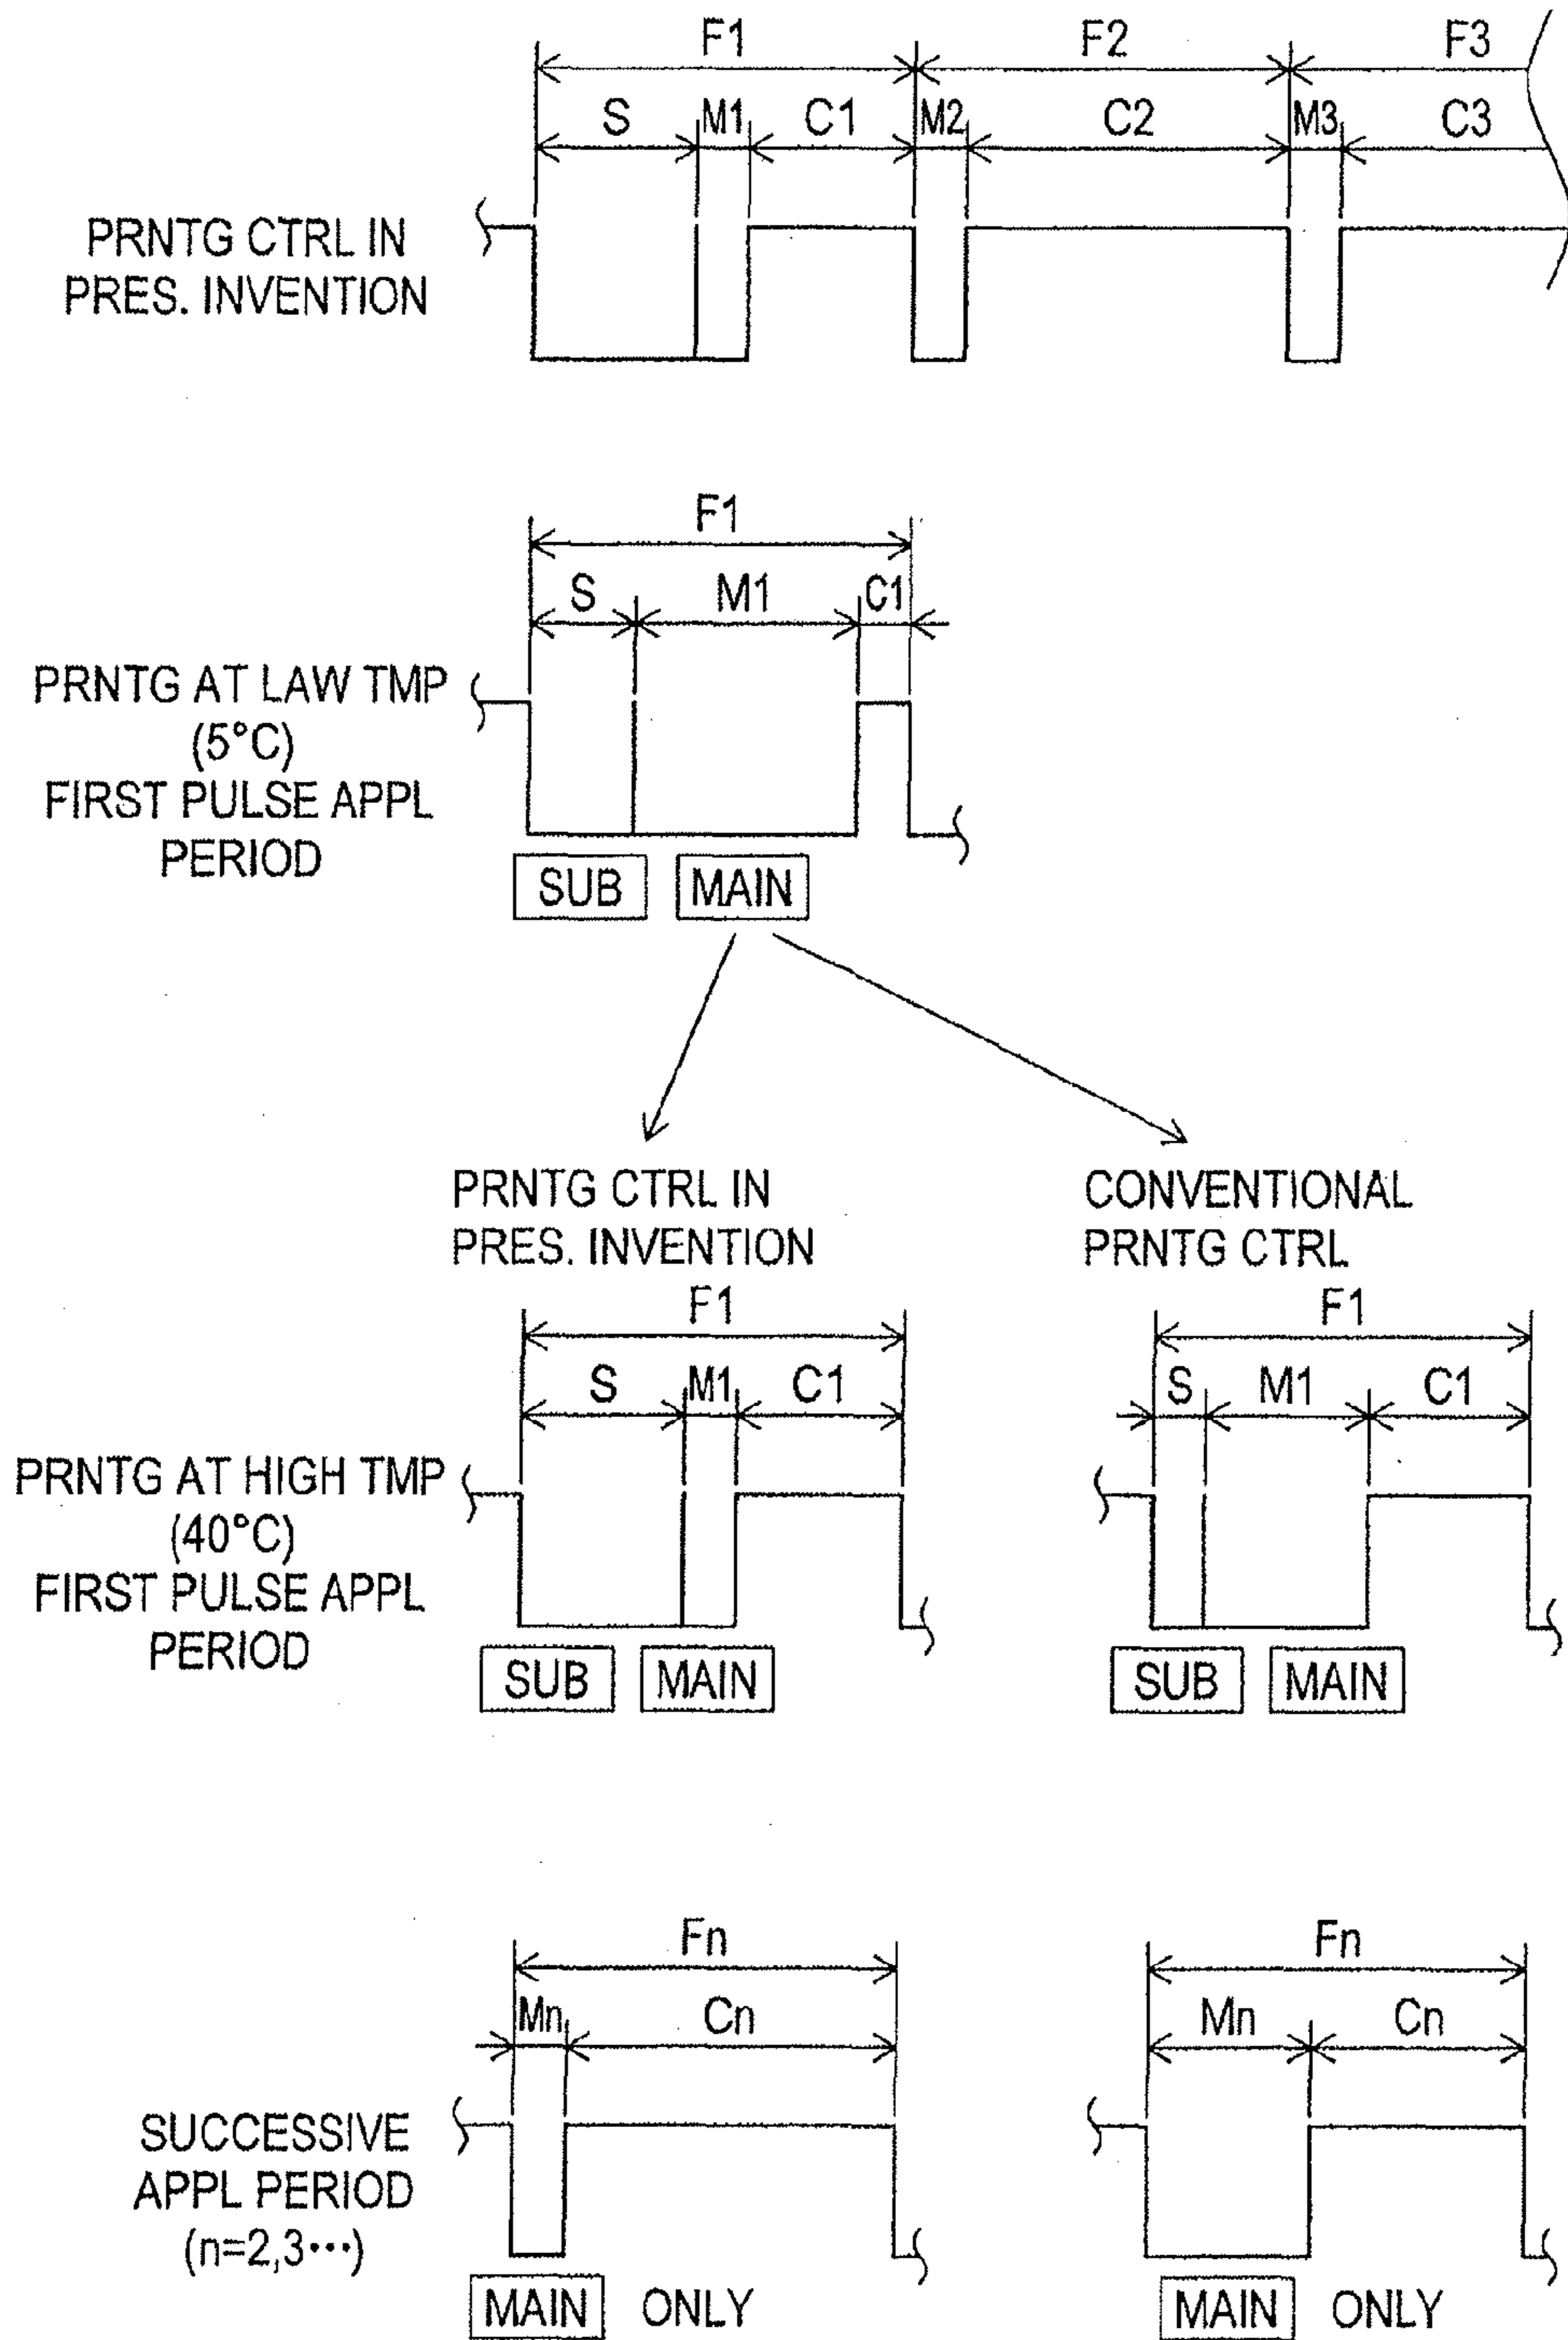 F1 F2 F3
S M1 C1 M2 C2 M3 C3
PRNTG CTRL IN
PRES. INVENTION
F1
S M1 C1
PRNTG AT LAW TMP
(5°C)
FIRST PULSE APPL
PERIOD
SUB MAIN
PRNTG CTRL IN
PRES. INVENTION
CONVENTIONAL
PRNTG CTRL
F1 F1
S M1 C1 S M1 C1
PRNTG AT HIGH TMP
(40°C)
FIRST PULSE APPL
PERIOD
SUB MAIN SUB MAIN
Fn Fn
Mn Cn Mn Cn
SUCCESSIVE
APPL PERIOD
(n=2,3···)
MAIN ONLY MAIN ONLY